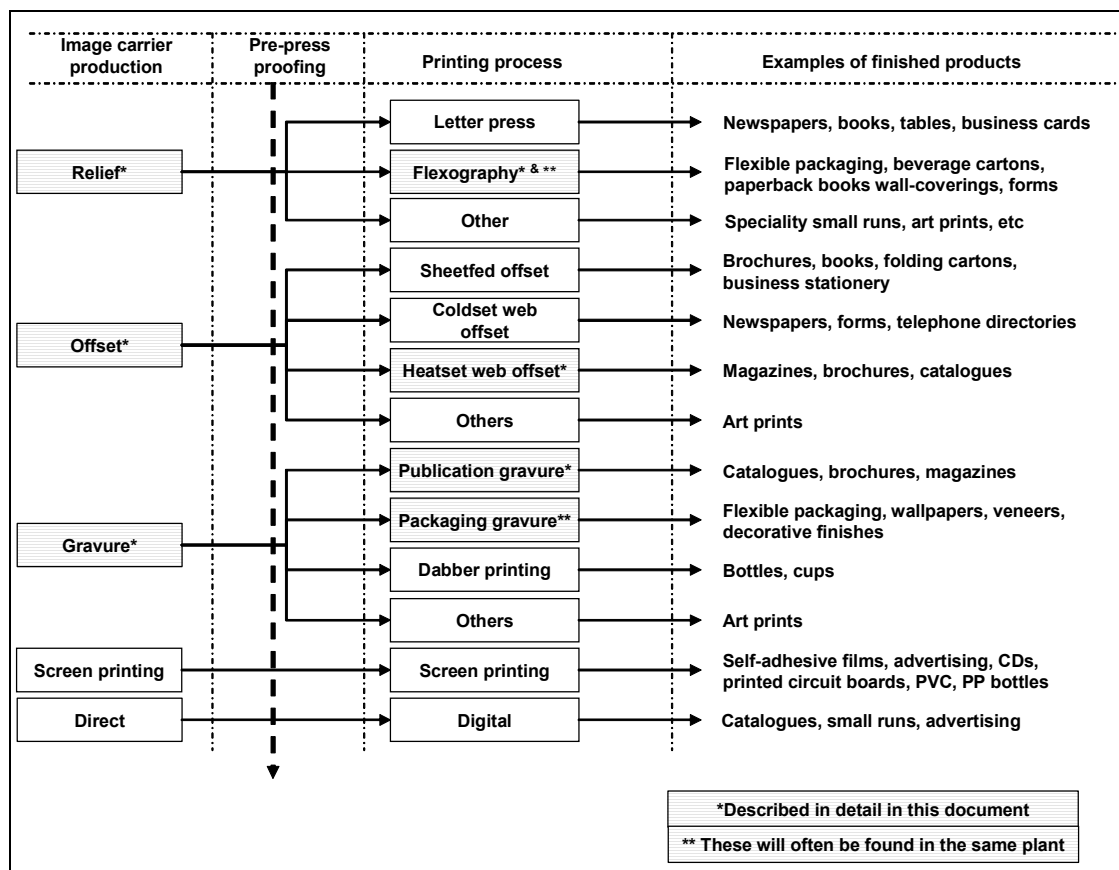 Image carrier
production
Pre-press
proofing
Printing process
Examples of finished products
Relief*
Letter press
Newspapers, books, tables, business cards
Flexography* & **
Flexible packaging, beverage cartons,
paperback books wall-coverings, forms
Other
Speciality small runs, art prints, etc
Offset*
Sheetfed offset
Brochures, books, folding cartons,
business stationery
Coldset web
offset
Newspapers, forms, telephone directories
Heatset web offset*
Magazines, brochures, catalogues
Others
Art prints
Gravure*
Publication gravure*
Catalogues, brochures, magazines
Packaging gravure**
Flexible packaging, wallpapers, veneers,
decorative finishes
Dabber printing
Bottles, cups
Others
Art prints
Screen printing
Screen printing
Self-adhesive films, advertising, CDs,
printed circuit boards, PVC, PP bottles
Direct
Digital
Catalogues, small runs, advertising
*Described in detail in this document
** These will often be found in the same plant